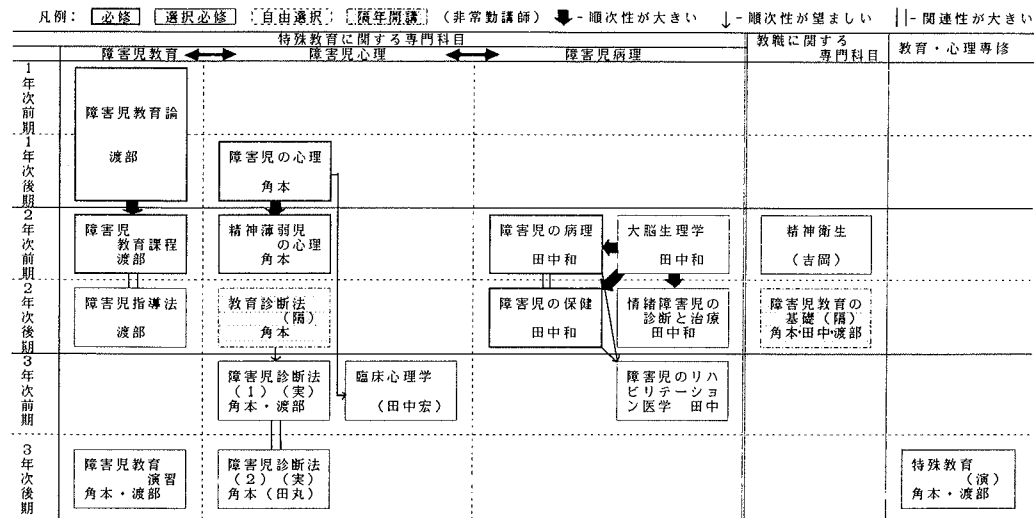 凡例： 必修 選択必修 自由選択 隔年開講 （非常勤講師） - 順次性が大きい - 順次性が望ましい - 関連性が大きい
特殊教育に関する専門科目
教職に関する
専門科目
教育・心理専修
障害児教育 障害児心理 障害児病理
1年次前期
障害児教育論
渡部
1年次後期
障害児の心理
角本
2年次前期
障害児
教育課程
渡部
精神薄弱児
の心理
角本
障害児の病理
田中和
大脳生理学
田中和
精神衛生
（吉岡）
2年次後期
障害児指導法
渡部
教育診断法
（隔）
角本
障害児の保健
田中和
情緒障害児の
診断と治療
田中和
障害児教育の
基礎（隔）
角本・田中・渡部
3年次前期
障害児診断法
（1）（実）
角本・渡部
臨床心理学
（田中宏）
障害児のリハ
ビリテーショ
ン医学 田中
3年次後期
障害児教育
演習
角本・渡部
障害児診断法
（2）（実）
角本（田丸）
特殊教育
（演）
角本・渡部